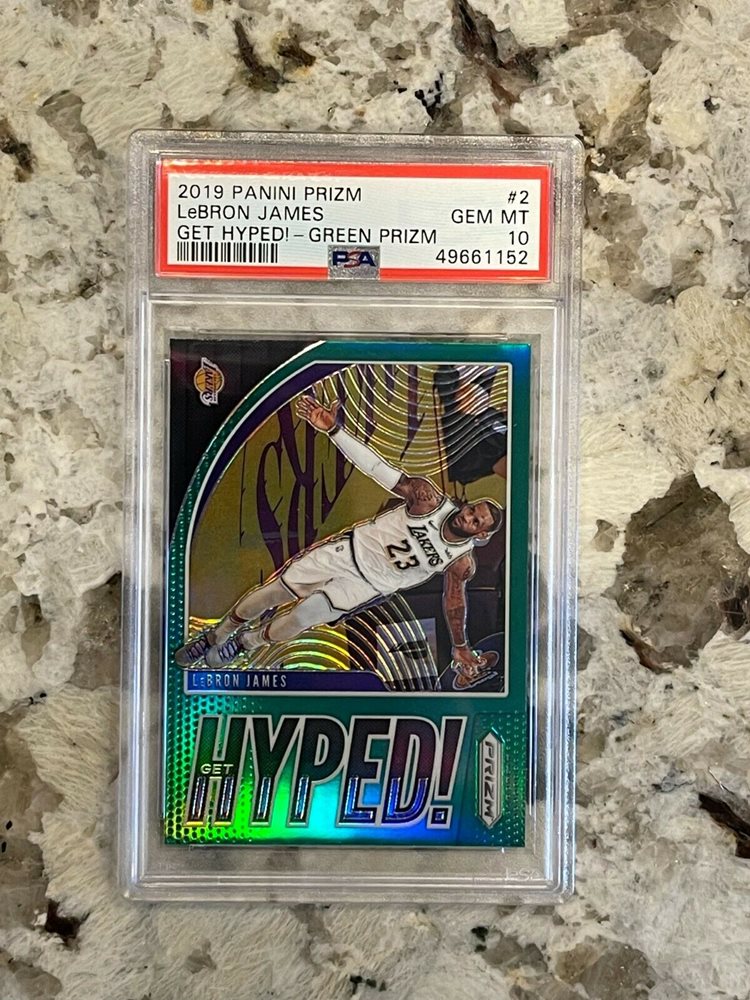 2019 PANINI PRIZM #2
LeBRON JAMES GEM MT
GET HYPED! – GREEN PRIZM 10
PSA 49661152
LAKERS
LAKERS
23
LeBRON JAMES
GET
HYPED!
PRIZM